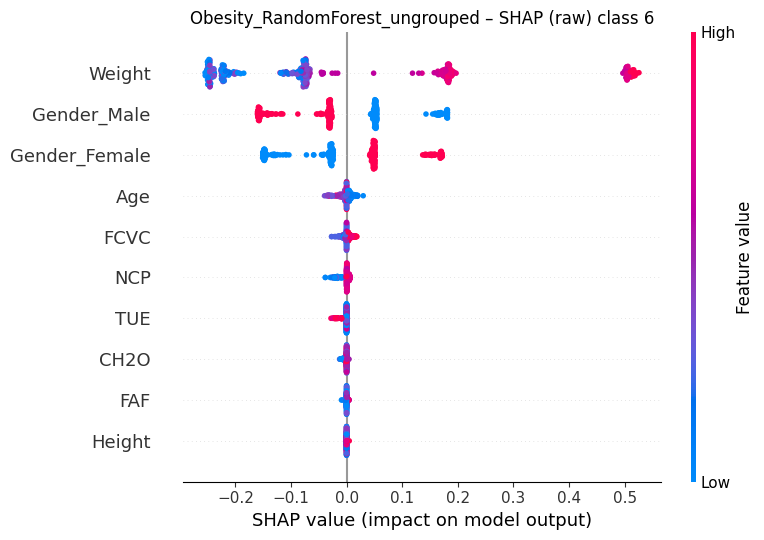 Obesity_RandomForest_ungrouped – SHAP (raw) class 6
High
Weight
Gender_Male
Gender_Female
Age
FCVC
NCP
TUE
CH2O
FAF
Height
Feature value
Low
−0.2 −0.1 0.0 0.1 0.2 0.3 0.4 0.5
SHAP value (impact on model output)